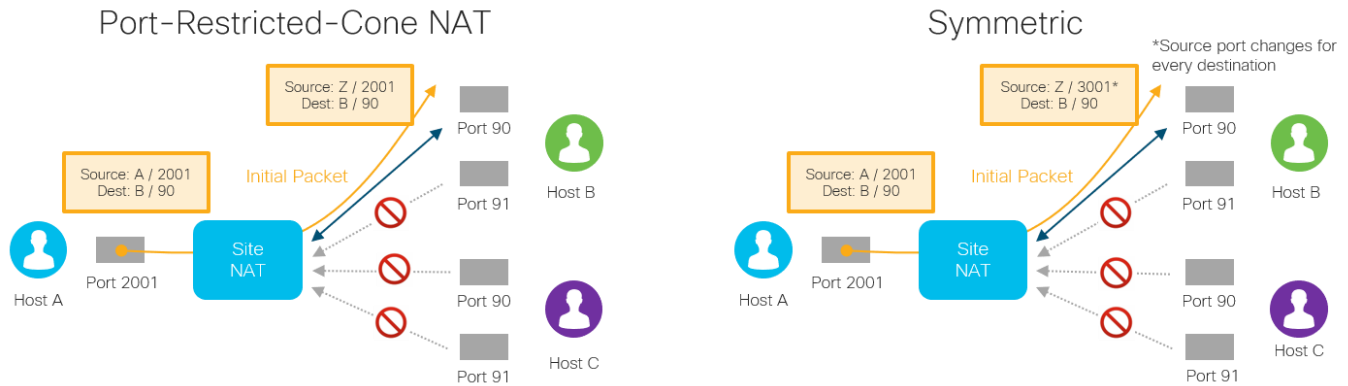 Port-Restricted-Cone NAT
Source: Z / 2001
Dest: B / 90
Port 90
Source: A / 2001
Dest: B / 90
Initial Packet
Host B
Port 91
Site
NAT
Host A
Port 2001
Port 90
Host C
Port 91
Symmetric
*Source port changes for
every destination
Source: Z / 3001*
Dest: B / 90
Port 90
Source: A / 2001
Dest: B / 90
Initial Packet
Host B
Port 91
Site
NAT
Host A
Port 2001
Port 90
Host C
Port 91